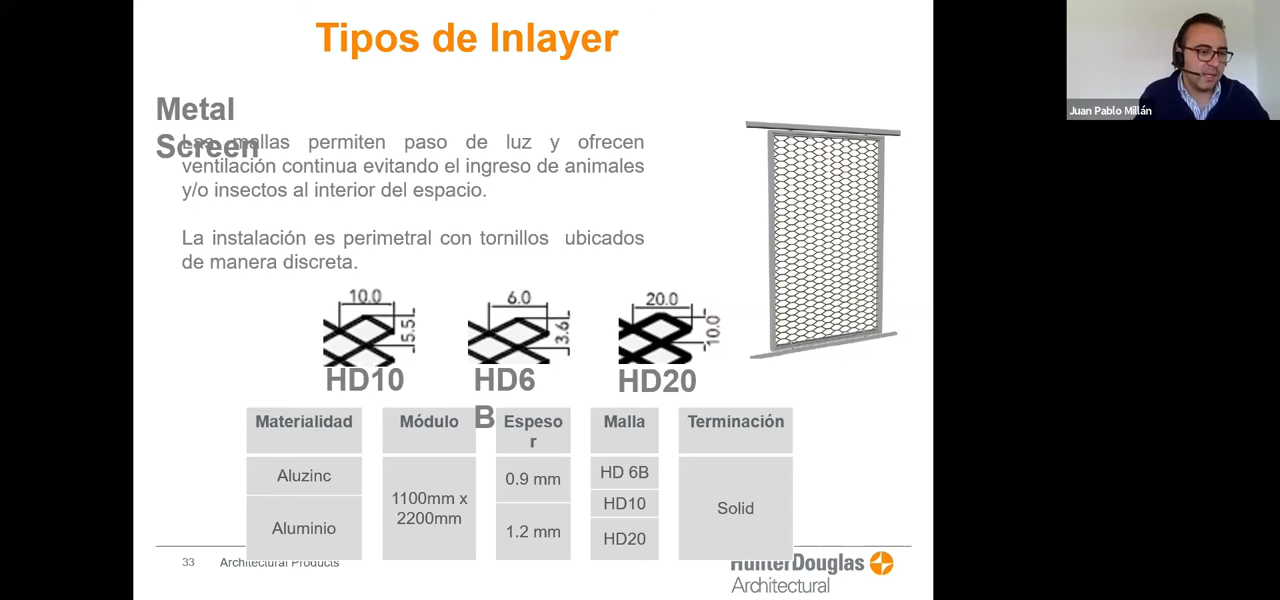 Tipos de Inlayer
Juan Pablo Millán
Metal
Screen
Las mallas permiten paso de luz y ofrecen
ventilación continua evitando el ingreso de animales
y/o insectos al interior del espacio.
La instalación es perimetral con tornillos ubicados
de manera discreta.
10.0
5.5
6.0
3.6
20.0
10.0
HD10
HD6
B
HD20
Materialidad
Módulo
Espeso
r
Malla
Terminación
Aluzinc
Aluminio
1100mm x
2200mm
0.9 mm
1.2 mm
HD 6B
HD10
HD20
Solid
33
Architectural Products
HunterDouglas
Architectural